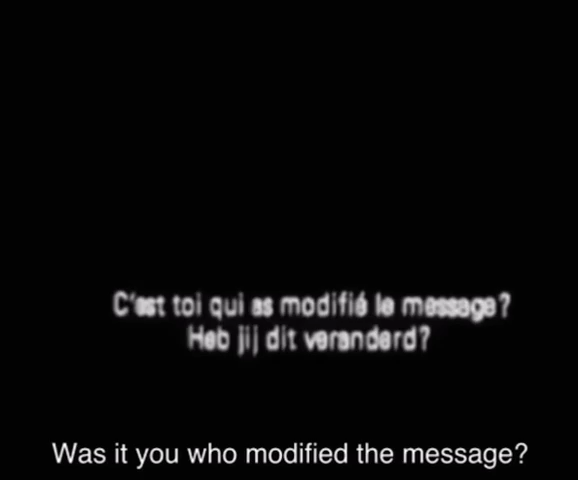 C'est toi qui as modifié le message?
Heb jij dit veranderd?
Was it you who modified the message?